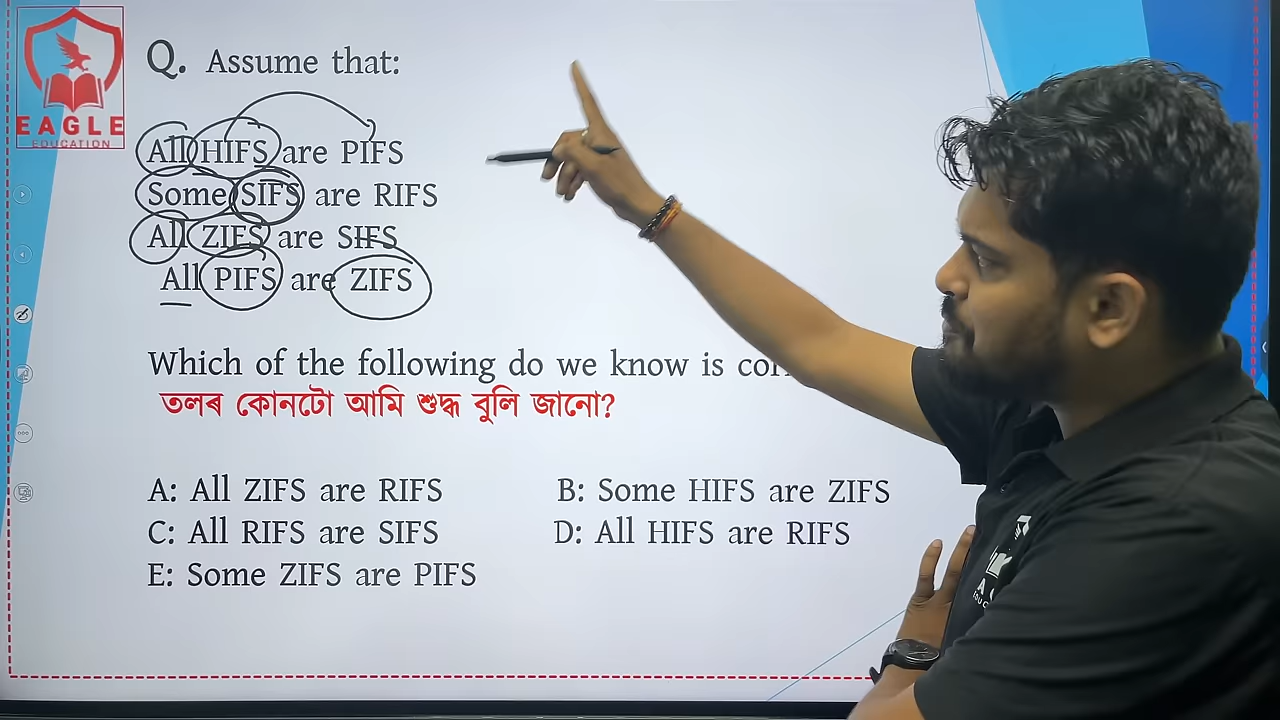 EAGLE
EDUCATION
Q. Assume that:
All HIFS are PIFS
Some SIFS are RIFS
All ZIFS are SIFS
All PIFS are ZIFS
Which of the following do we know is
তলৰ কোনটো আমি শুদ্ধ বুলি জানো?
A: All ZIFS are RIFS B: Some HIFS are ZIFS
C: All RIFS are SIFS D: All HIFS are RIFS
E: Some ZIFS are PIFS